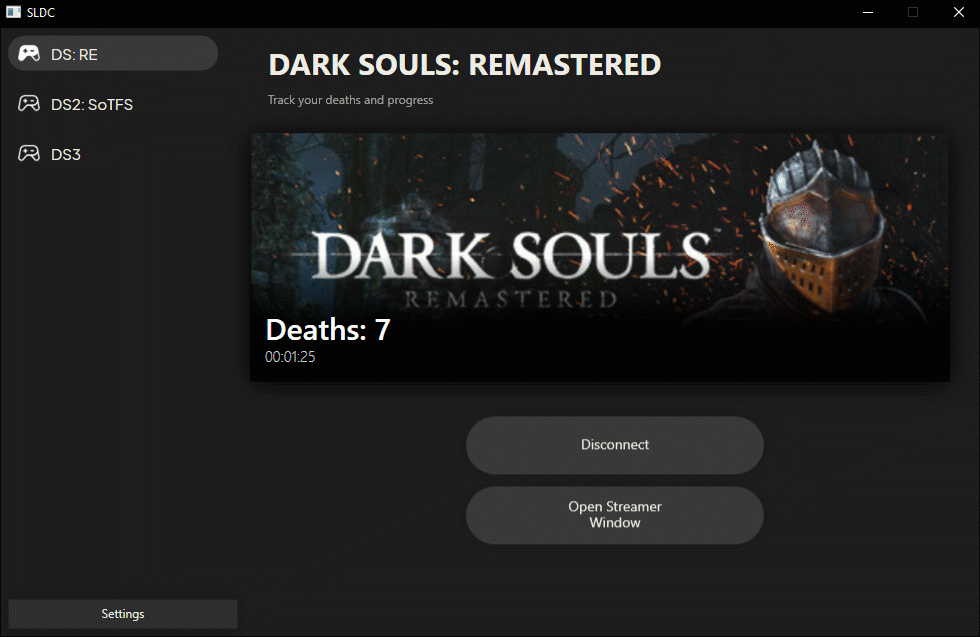 SLDC
DS: RE
DS2: SoTFS
DS3
DARK SOULS: REMASTERED
Track your deaths and progress
DARK SOULS™
REMASTERED
Deaths: 7
00:01:25
Disconnect
Open Streamer
Window
Settings